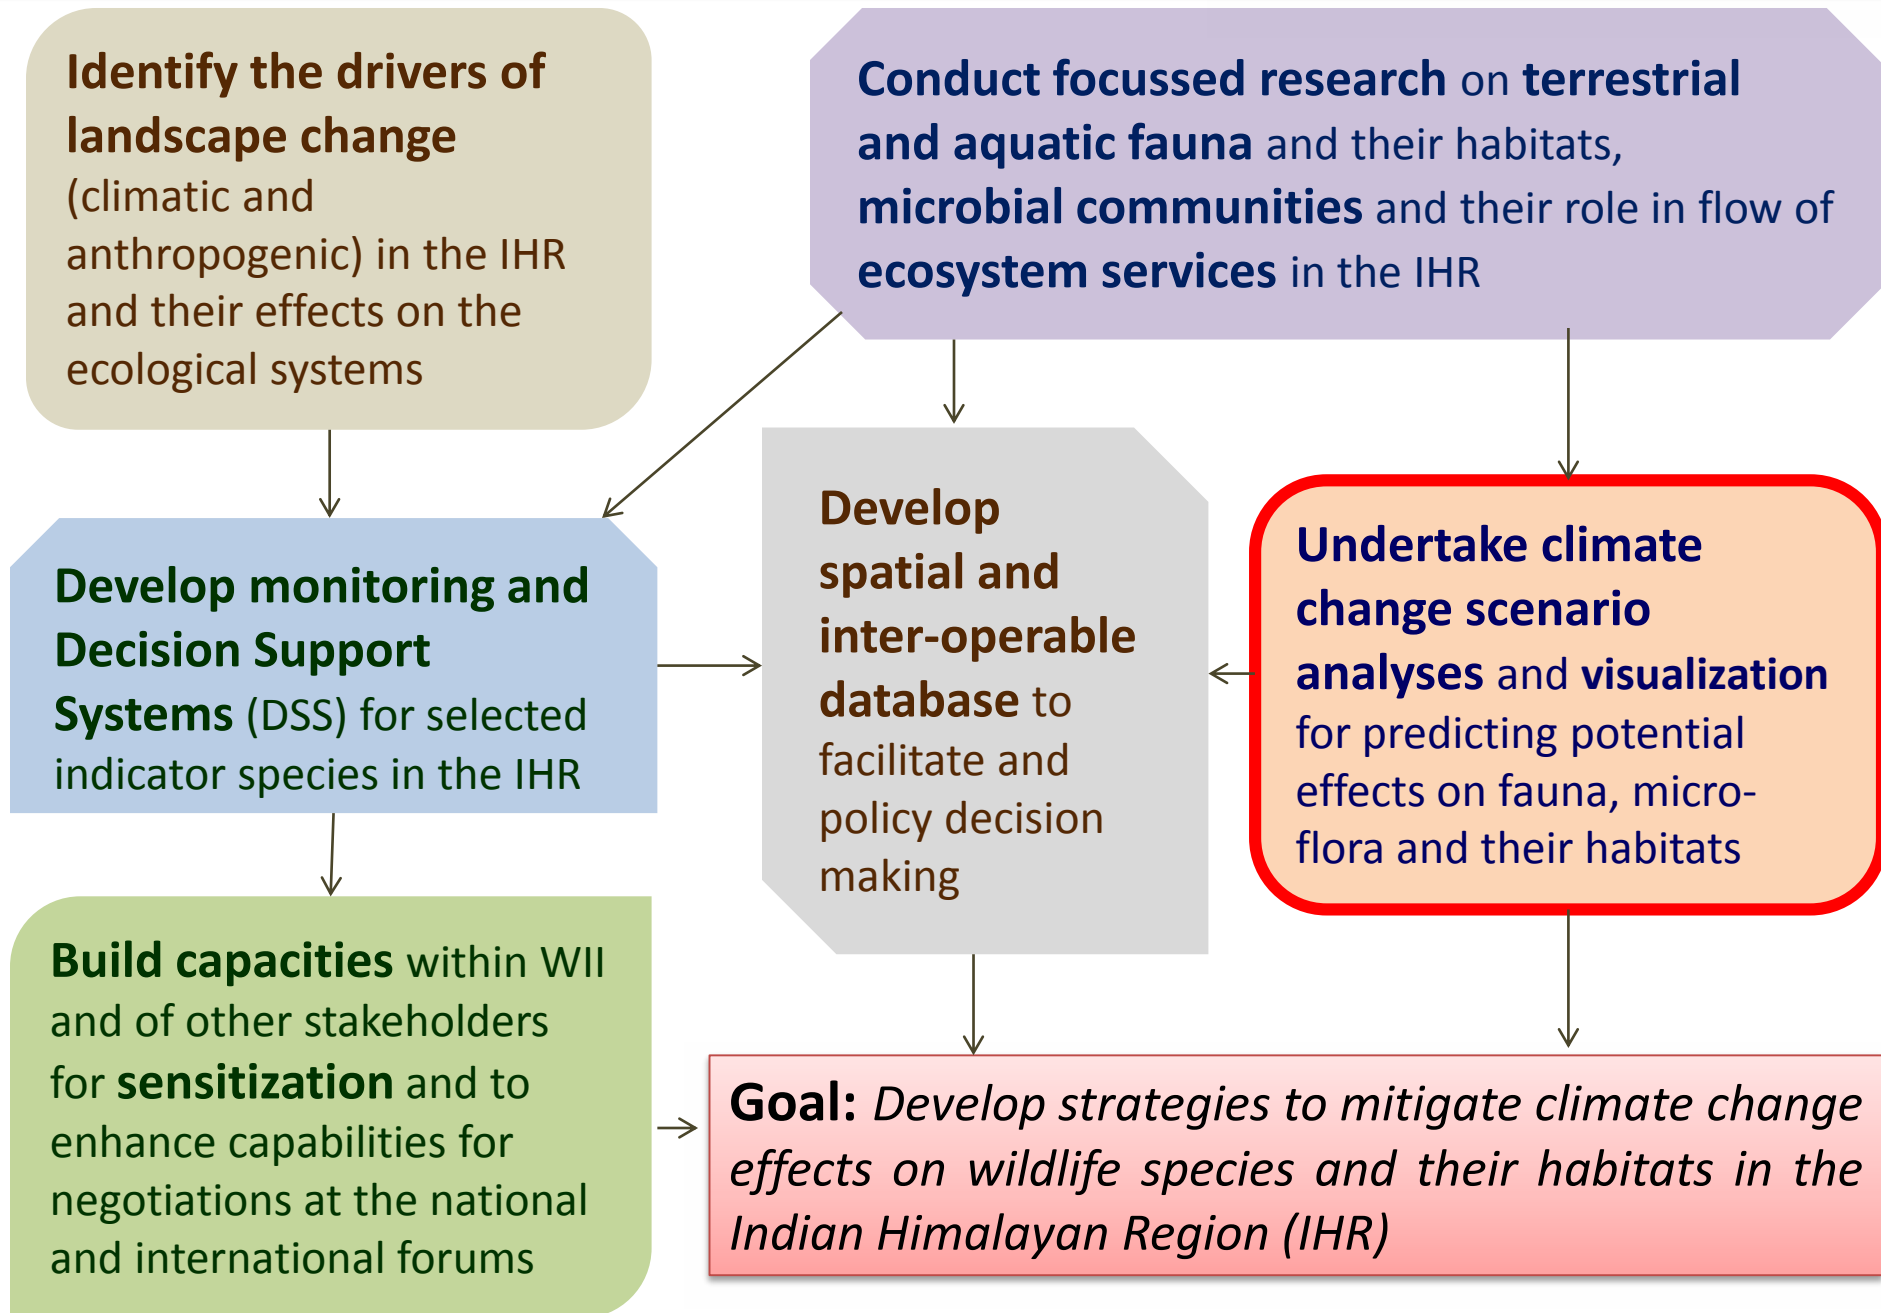 Identify the drivers of
landscape change
(climatic and
anthropogenic) in the IHR
and their effects on the
ecological systems
Conduct focussed research on terrestrial
and aquatic fauna and their habitats,
microbial communities and their role in flow of
ecosystem services in the IHR
Develop monitoring and
Decision Support
Systems (DSS) for selected
indicator species in the IHR
Develop
spatial and
inter-operable
database to
facilitate and
policy decision
making
Undertake climate
change scenario
analyses and visualization
for predicting potential
effects on fauna, micro-
flora and their habitats
Build capacities within WII
and of other stakeholders
for sensitization and to
enhance capabilities for
negotiations at the national
and international forums
Goal: Develop strategies to mitigate climate change
effects on wildlife species and their habitats in the
Indian Himalayan Region (IHR)